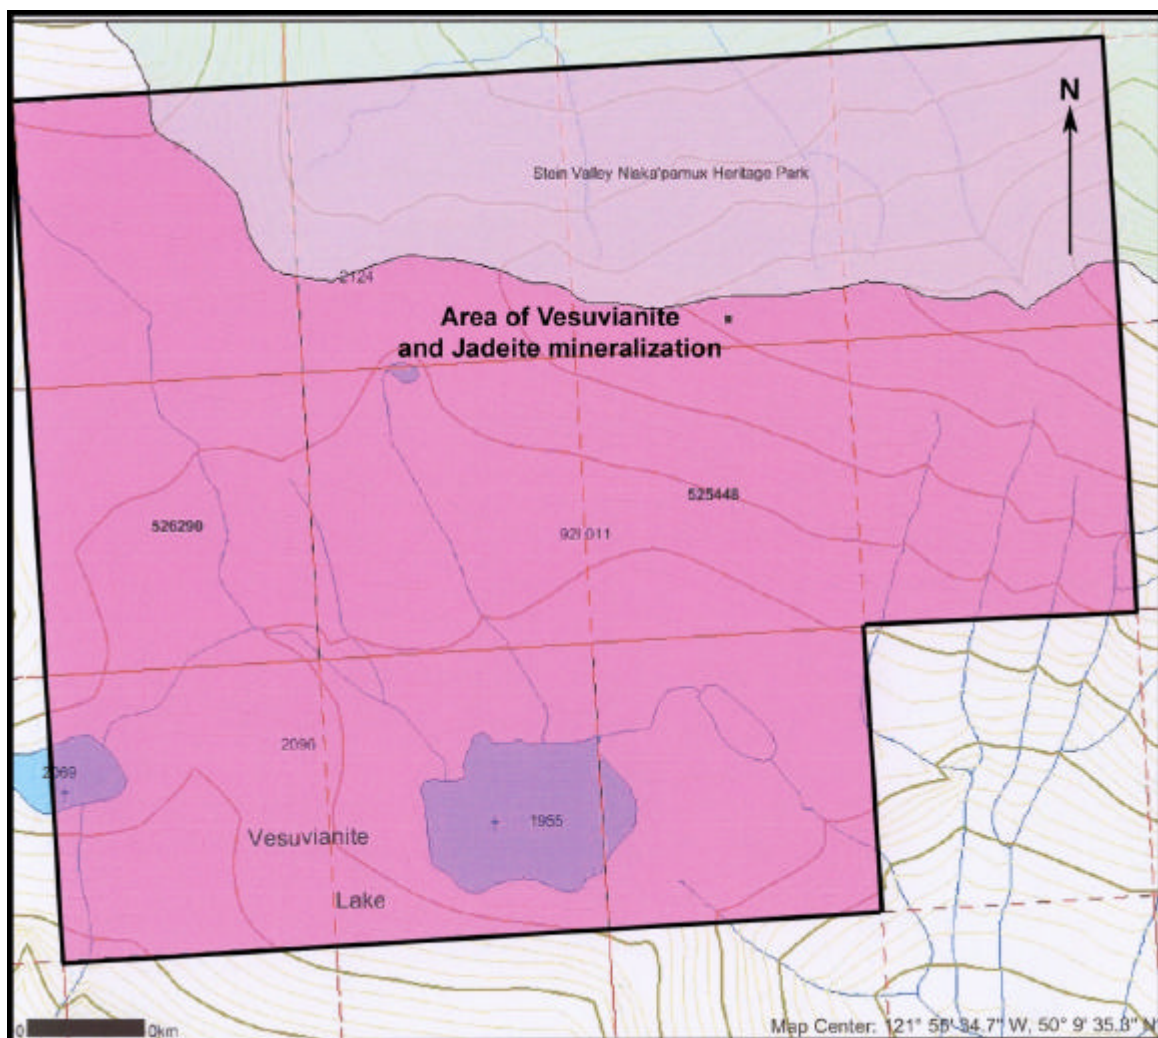 N
Stein Valley Nlaka'pamux Heritage Park
2124
Area of Vesuvianite
and Jadeite mineralization
525448
526290
92I 011
2096
2069
1955
Vesuvianite
Lake
0 0km
Map Center: 121° 55' 34.7" W, 50° 9' 35.8" N